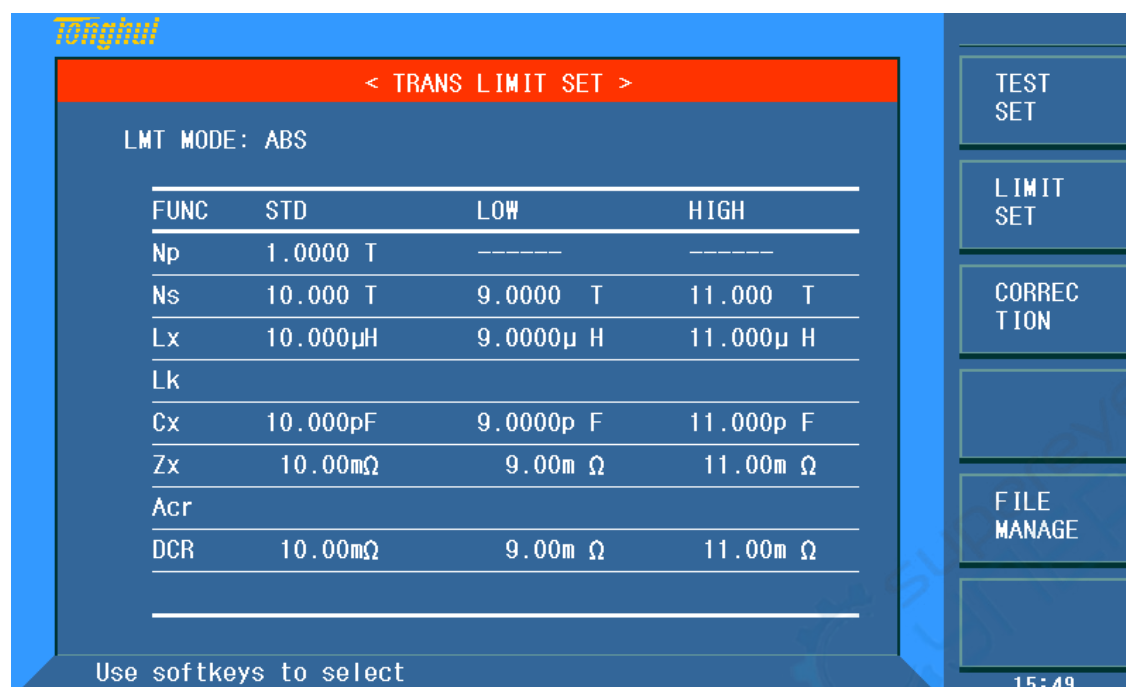 Tonghui
< TRANS LIMIT SET >
LMT MODE: ABS
FUNC STD LOW HIGH
Np 1.0000 T —————— ——————
Ns 10.000 T 9.0000 T 11.000 T
Lx 10.000μH 9.0000μ H 11.000μ H
Lk
Cx 10.000pF 9.0000p F 11.000p F
Zx 10.00mΩ 9.00m Ω 11.00m Ω
Acr
DCR 10.00mΩ 9.00m Ω 11.00m Ω
Use softkeys to select
TEST
SET
LIMIT
SET
CORREC
TION
FILE
MANAGE
15:49